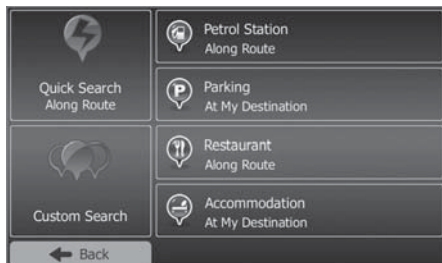 Quick Search
Along Route
Custom Search
Petrol Station
Along Route
Parking
At My Destination
Restaurant
Along Route
Accommodation
At My Destination
Back